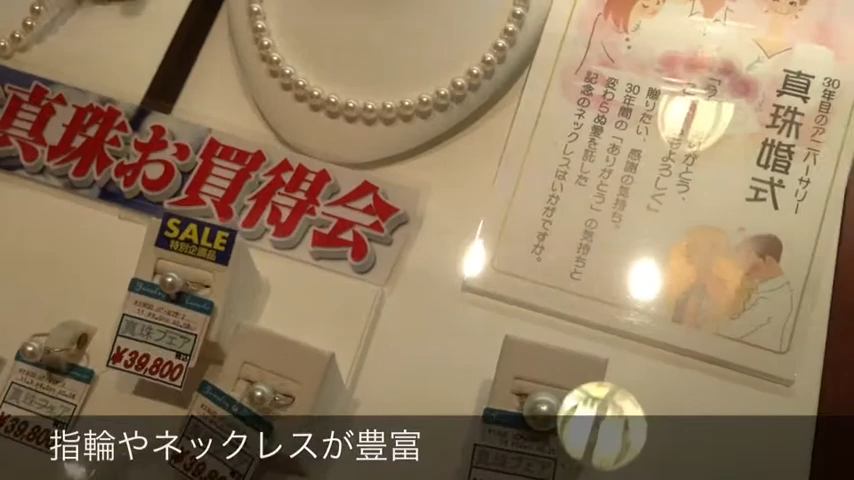 真珠お買得会
SALE
特別企画品
真珠フェア
¥39,800
税込
真珠フェア
¥39,80
真珠フェア
30年目のアニバーサリー
真珠婚式
贈りたい、感謝の気持ち。
30年間の「ありがとう」の気持ちと
変わらぬ愛を託した
記念のネックレスはいかがですか。
指輪やネックレスが豊富